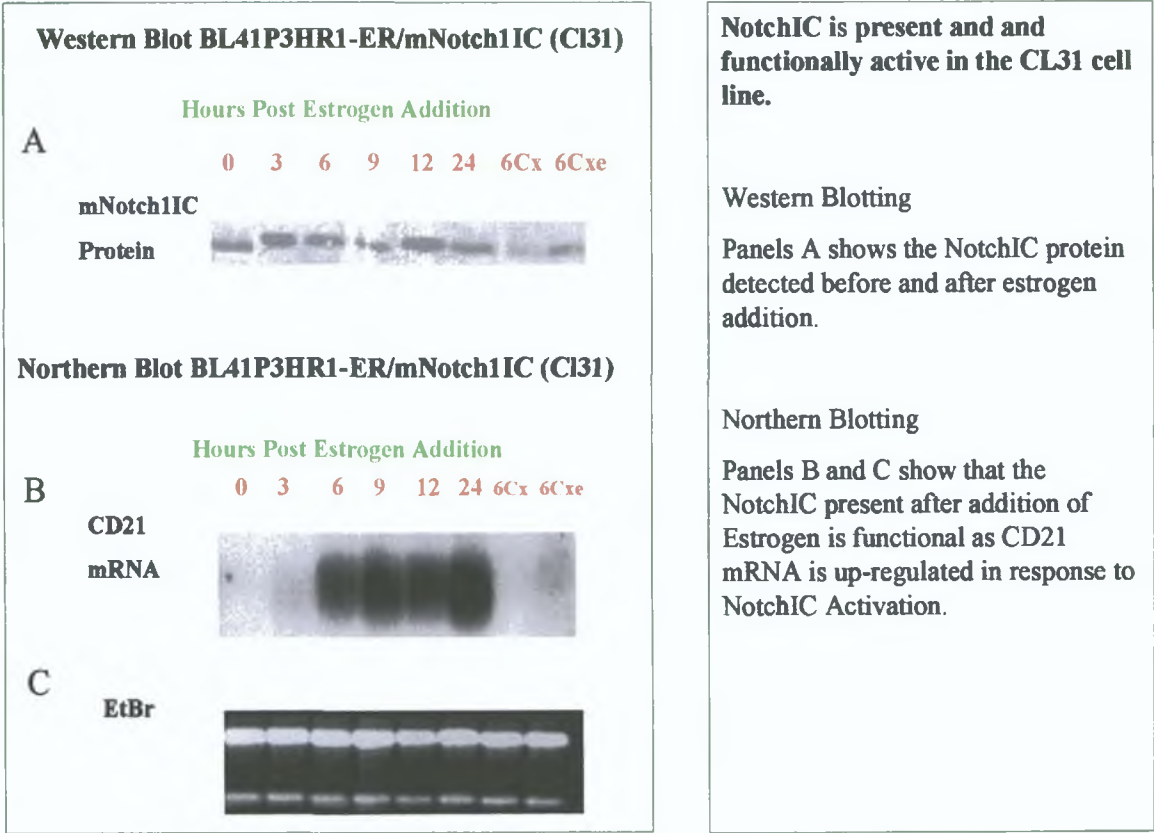 Western Blot BL41P3HR1-ER/mNotch1IC (Cl31)
Hours Post Estrogen Addition
A
0 3 6 9 12 24 6Cx 6Cxe
mNotch1IC
Protein
Northern Blot BL41P3HR1-ER/mNotch1IC (Cl31)
Hours Post Estrogen Addition
B
0 3 6 9 12 24 6Cx 6Cxe
CD21
mRNA
C
EtBr
NotchIC is present and and
functionally active in the CL31 cell
line.
Western Blotting
Panels A shows the NotchIC protein
detected before and after estrogen
addition.
Northern Blotting
Panels B and C show that the
NotchIC present after addition of
Estrogen is functional as CD21
mRNA is up-regulated in response to
NotchIC Activation.